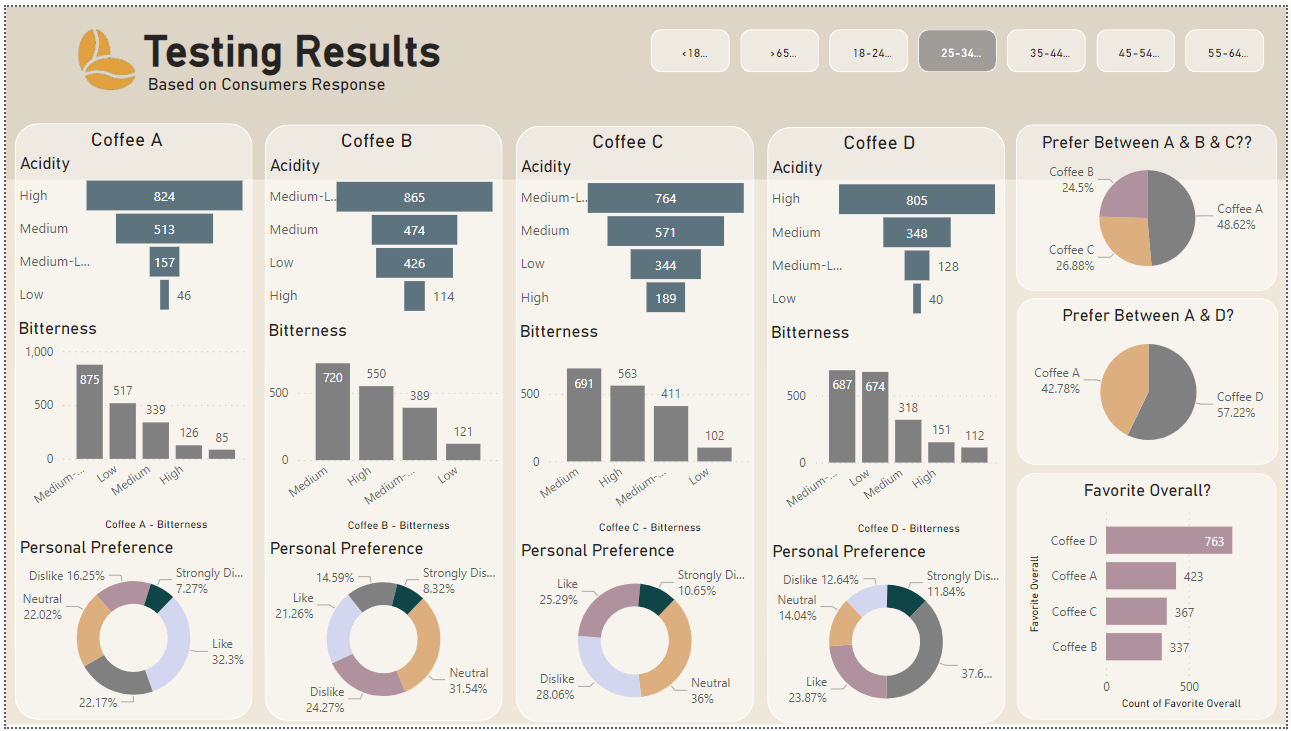 Testing Results
Based on Consumers Response
<18...
>65...
18-24...
25-34...
35-44...
45-54...
55-64...
Coffee A
Acidity
High 824
Medium 513
Medium-L... 157
Low 46
Bitterness
1,000
500
0
875 517 339 126 85
Medium-... Low Medium High
Coffee A - Bitterness
Personal Preference
Dislike 16.25%
Strongly Dis...
7.27%
Neutral
22.02%
Like
32.3%
22.17%
Coffee B
Acidity
Medium-L... 865
Medium 474
Low 426
High 114
Bitterness
500
0
720 550 389 121
Medium High Medium-... Low
Coffee B - Bitterness
Personal Preference
14.59%
Strongly Dis...
8.32%
Like
21.26%
Neutral
31.54%
Dislike
24.27%
Coffee C
Acidity
Medium-L... 764
Medium 571
Low 344
High 189
Bitterness
500
0
691 563 411 102
Medium High Medium-... Low
Coffee C - Bitterness
Personal Preference
Like
25.29%
Strongly Di...
10.65%
Dislike
28.06%
Neutral
36%
Coffee D
Acidity
High 805
Medium 348
Medium-L... 128
Low 40
Bitterness
500
0
687 674 318 151 112
Medium-... Low Medium High
Coffee D - Bitterness
Personal Preference
Dislike 12.64%
Strongly Dis...
11.84%
Neutral
14.04%
37.6...
Like
23.87%
Prefer Between A & B & C??
Coffee B
24.5%
Coffee A
48.62%
Coffee C
26.88%
Prefer Between A & D?
Coffee A
42.78%
Coffee D
57.22%
Favorite Overall?
Favorite Overall
Coffee D 763
Coffee A 423
Coffee C 367
Coffee B 337
0 500
Count of Favorite Overall